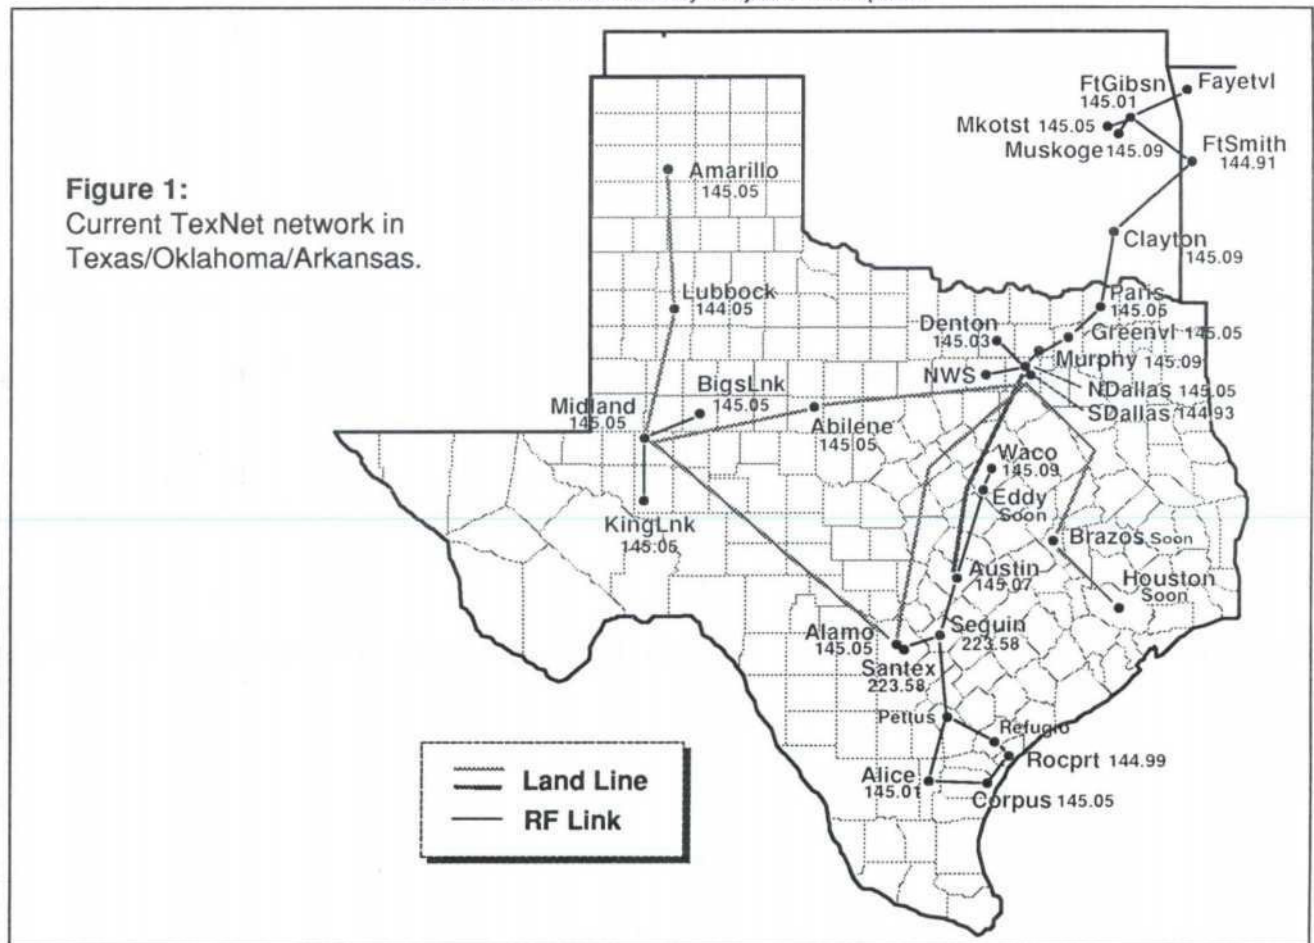 Figure 1:
Current TexNet network in
Texas/Oklahoma/Arkansas.
FtGibsn
145.01
Fayetvl
Mkotst 145.05
Muskoge 145.09
FtSmith
144.91
Clayton
145.09
Amarillo
145.05
Lubbock
144.05
Paris
145.05
Denton
145.03
Greenvl 145.05
Murphy 145.09
NWS
NDallas 145.05
SDallas 144.93
BigsLnk
145.05
Midland
145.05
Abilene
145.05
Waco
145.09
Eddy
Soon
KingLnk
145.05
Brazos Soon
Austin
145.07
Houston
Soon
Alamo
145.05
Seguin
223.58
Santex
223.58
Pettus
Refugio
Rocprt 144.99
Alice
145.01
Corpus 145.05
Land Line
RF Link